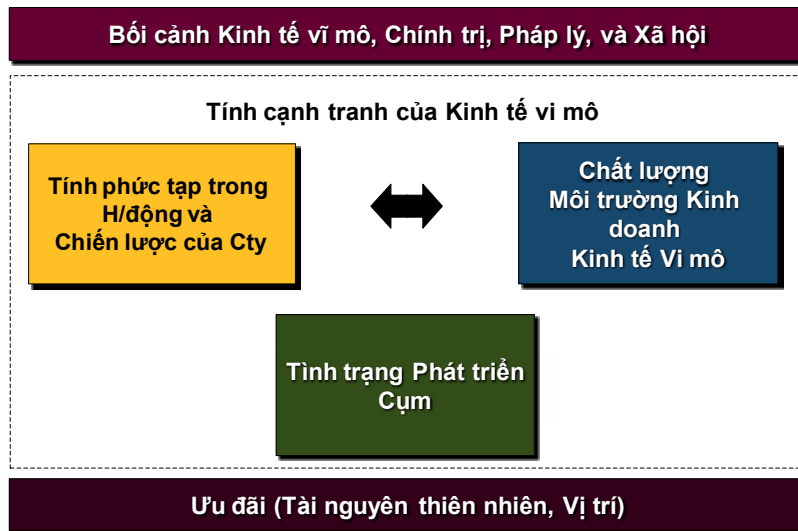 Bối cảnh Kinh tế vĩ mô, Chính trị, Pháp lý, và Xã hội
Tính cạnh tranh của Kinh tế vi mô
Tính phức tạp trong
H/động và
Chiến lược của Cty
Chất lượng
Môi trường Kinh
doanh
Kinh tế Vi mô
Tình trạng Phát triển
Cụm
Ưu đãi (Tài nguyên thiên nhiên, Vị trí)